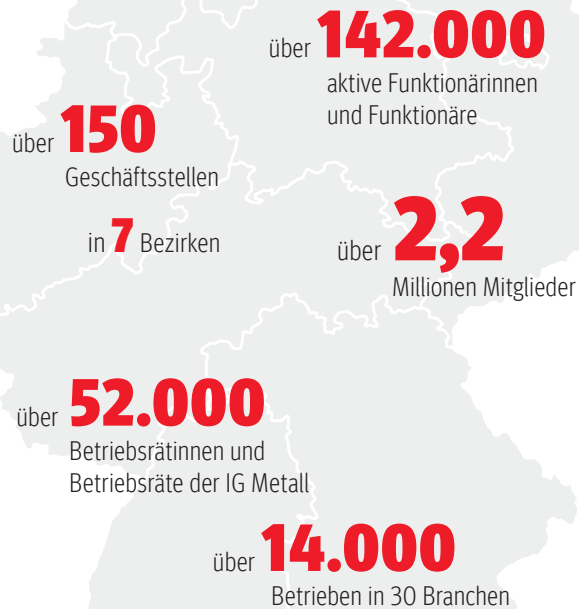 über 142.000
aktive Funktionärinnen
und Funktionäre
über 150
Geschäftsstellen
in 7 Bezirken
über 2,2
Millionen Mitglieder
über 52.000
Betriebsrätinnen und
Betriebsräte der IG Metall
über 14.000
Betrieben in 30 Branchen